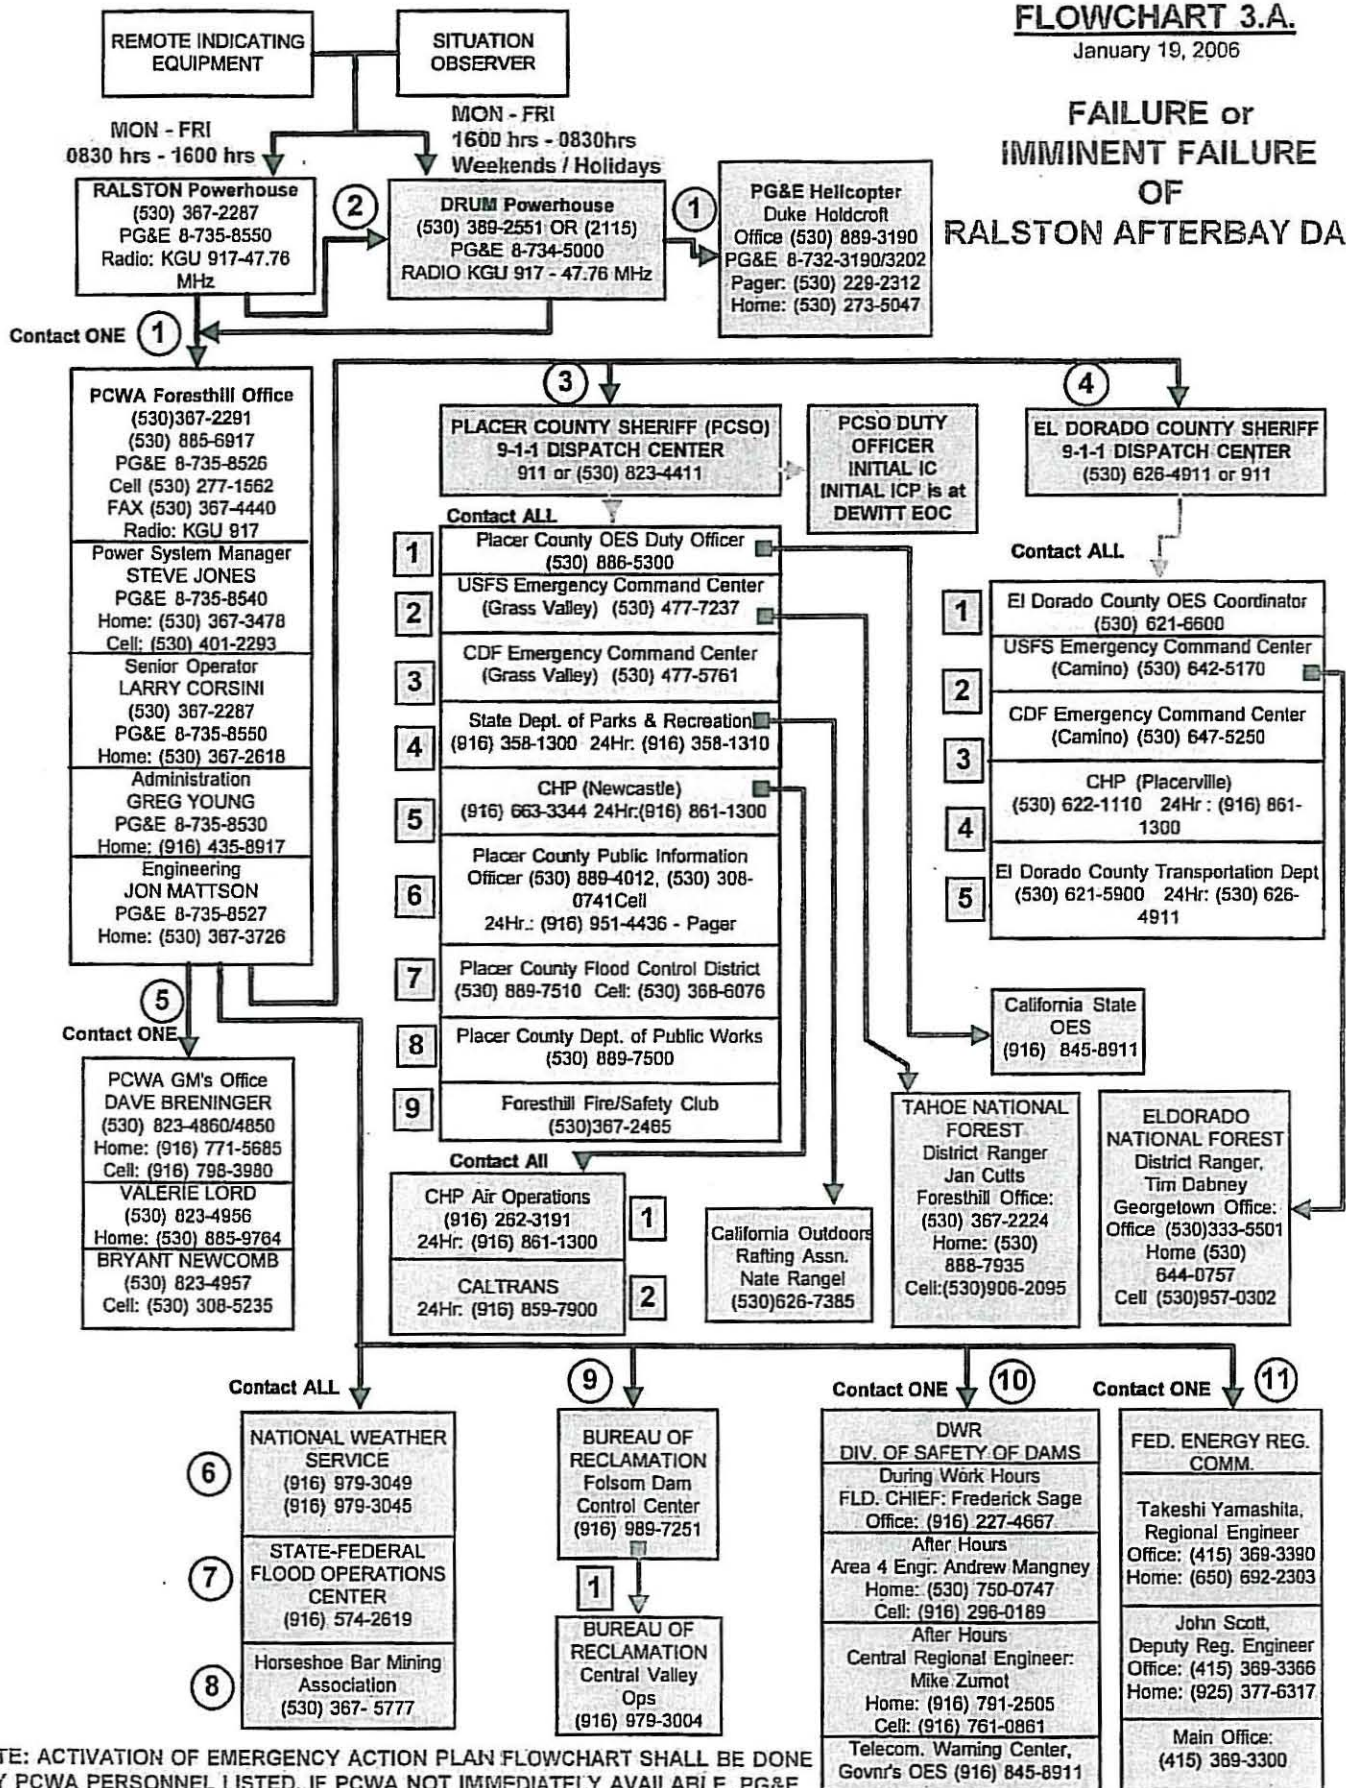 FLOWCHART 3.A.
January 19, 2006
FAILURE or
IMMINENT FAILURE
OF
RALSTON AFTERBAY DA
REMOTE INDICATING
EQUIPMENT
SITUATION
OBSERVER
MON - FRI
0830 hrs - 1600 hrs
MON - FRI
1600 hrs - 0830hrs
Weekends / Holidays
RALSTON Powerhouse
(530) 367-2287
PG&E 8-735-8550
Radio: KGU 917-47.76
MHz
2
DRUM Powerhouse
(530) 389-2551 OR (2115)
PG&E 8-734-5000
RADIO KGU 917 - 47.76 MHz
1
PG&E Helicopter
Duke Holdcroft
Office (530) 889-3190
PG&E 8-732-3190/3202
Pager: (530) 229-2312
Home: (530) 273-5047
Contact ONE
1
PCWA Foresthill Office
(530)367-2291
(530) 885-6917
PG&E 8-735-8526
Cell (530) 277-1562
FAX (530) 367-4440
Radio: KGU 917
Power System Manager
STEVE JONES
PG&E 8-735-8540
Home: (530) 367-3478
Cell: (530) 401-2293
Senior Operator
LARRY CORSINI
(530) 367-2287
PG&E 8-735-8550
Home: (530) 367-2618
Administration
GREG YOUNG
PG&E 8-735-8530
Home: (916) 435-8917
Engineering
JON MATTSON
PG&E 8-735-8527
Home: (530) 367-3726
3
PLACER COUNTY SHERIFF (PCSO)
9-1-1 DISPATCH CENTER
911 or (530) 823-4411
PCSO DUTY
OFFICER
INITIAL IC
INITIAL ICP is at
DEWITT EOC
4
EL DORADO COUNTY SHERIFF
9-1-1 DISPATCH CENTER
(530) 626-4911 or 911
Contact ALL
1
Placer County OES Duty Officer
(530) 886-5300
2
USFS Emergency Command Center
(Grass Valley) (530) 477-7237
3
CDF Emergency Command Center
(Grass Valley) (530) 477-5761
4
State Dept. of Parks & Recreation
(916) 358-1300 24Hr: (916) 358-1310
5
CHP (Newcastle)
(916) 663-3344 24Hr:(916) 861-1300
6
Placer County Public Information
Officer (530) 889-4012, (530) 308-
0741Cell
24Hr.: (916) 951-4436 - Pager
7
Placer County Flood Control District
(530) 889-7510 Cell: (530) 368-6076
8
Placer County Dept. of Public Works
(530) 889-7500
9
Foresthill Fire/Safety Club
(530)367-2465
Contact ALL
1
El Dorado County OES Coordinator
(530) 621-6600
2
USFS Emergency Command Center
(Camino) (530) 642-5170
3
CDF Emergency Command Center
(Camino) (530) 647-5250
4
CHP (Placerville)
(530) 622-1110 24Hr : (916) 861-
1300
5
El Dorado County Transportation Dept
(530) 621-5900 24Hr: (530) 626-
4911
5
Contact ONE
PCWA GM's Office
DAVE BRENINGER
(530) 823-4860/4850
Home: (916) 771-5685
Cell: (916) 798-3980
VALERIE LORD
(530) 823-4956
Home: (530) 885-9764
BRYANT NEWCOMB
(530) 823-4957
Cell: (530) 308-5235
Contact All
CHP Air Operations
(916) 262-3191
24Hr: (916) 861-1300
1
CALTRANS
24Hr: (916) 859-7900
2
California Outdoors
Rafting Assn.
Nate Rangel
(530)626-7385
California State
OES
(916) 845-8911
TAHOE NATIONAL
FOREST
District Ranger
Jan Cutts
Foresthill Office:
(530) 367-2224
Home: (530)
888-7935
Cell:(530)906-2095
ELDORADO
NATIONAL FOREST
District Ranger,
Tim Dabney
Georgetown Office:
Office (530)333-5501
Home (530)
644-0757
Cell (530)957-0302
Contact ALL
6
NATIONAL WEATHER
SERVICE
(916) 979-3049
(916) 979-3045
7
STATE-FEDERAL
FLOOD OPERATIONS
CENTER
(916) 574-2619
8
Horseshoe Bar Mining
Association
(530) 367- 5777
9
BUREAU OF
RECLAMATION
Folsom Dam
Control Center
(916) 989-7251
1
BUREAU OF
RECLAMATION
Central Valley
Ops
(916) 979-3004
Contact ONE
10
DWR
DIV. OF SAFETY OF DAMS
During Work Hours
FLD. CHIEF: Frederick Sage
Office: (916) 227-4667
After Hours
Area 4 Engr: Andrew Mangney
Home: (530) 750-0747
Cell: (916) 296-0189
After Hours
Central Regional Engineer:
Mike Zumot
Home: (916) 791-2505
Cell: (916) 761-0861
Telecom. Warning Center,
Govnr's OES (916) 845-8911
Contact ONE
11
FED. ENERGY REG.
COMM.
Takeshi Yamashita,
Regional Engineer
Office: (415) 369-3390
Home: (650) 692-2303
John Scott,
Deputy Reg. Engineer
Office: (415) 369-3366
Home: (925) 377-6317
Main Office:
(415) 369-3300
TE: ACTIVATION OF EMERGENCY ACTION PLAN FLOWCHART SHALL BE DONE
Y PCWA PERSONNEL LISTED. IF PCWA NOT IMMEDIATELY AVAILABLE, PG&E